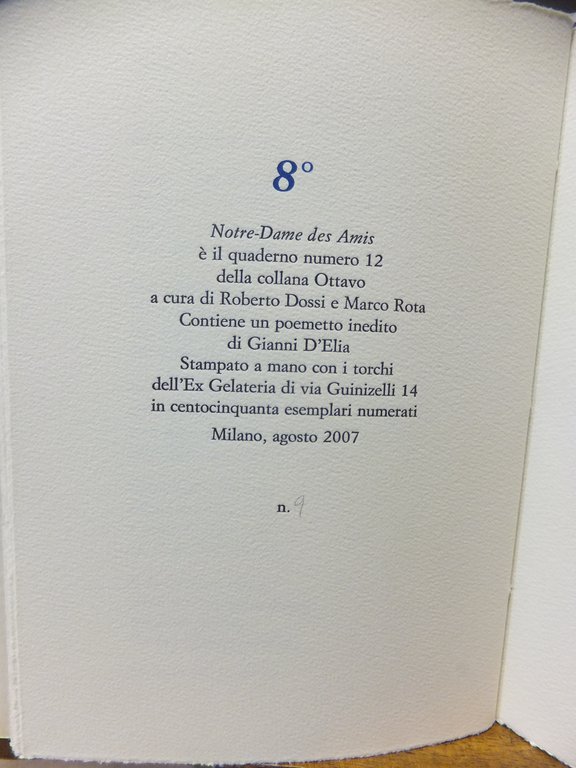 8º
Notre-Dame des Amis
è il quaderno numero 12
della collana Ottavo
a cura di Roberto Dossi e Marco Rota
Contiene un poemetto inedito
di Gianni D'Elia
Stampato a mano con i torchi
dell'Ex Gelateria di via Guinizelli 14
in centocinquanta esemplari numerati
Milano, agosto 2007
n. 9